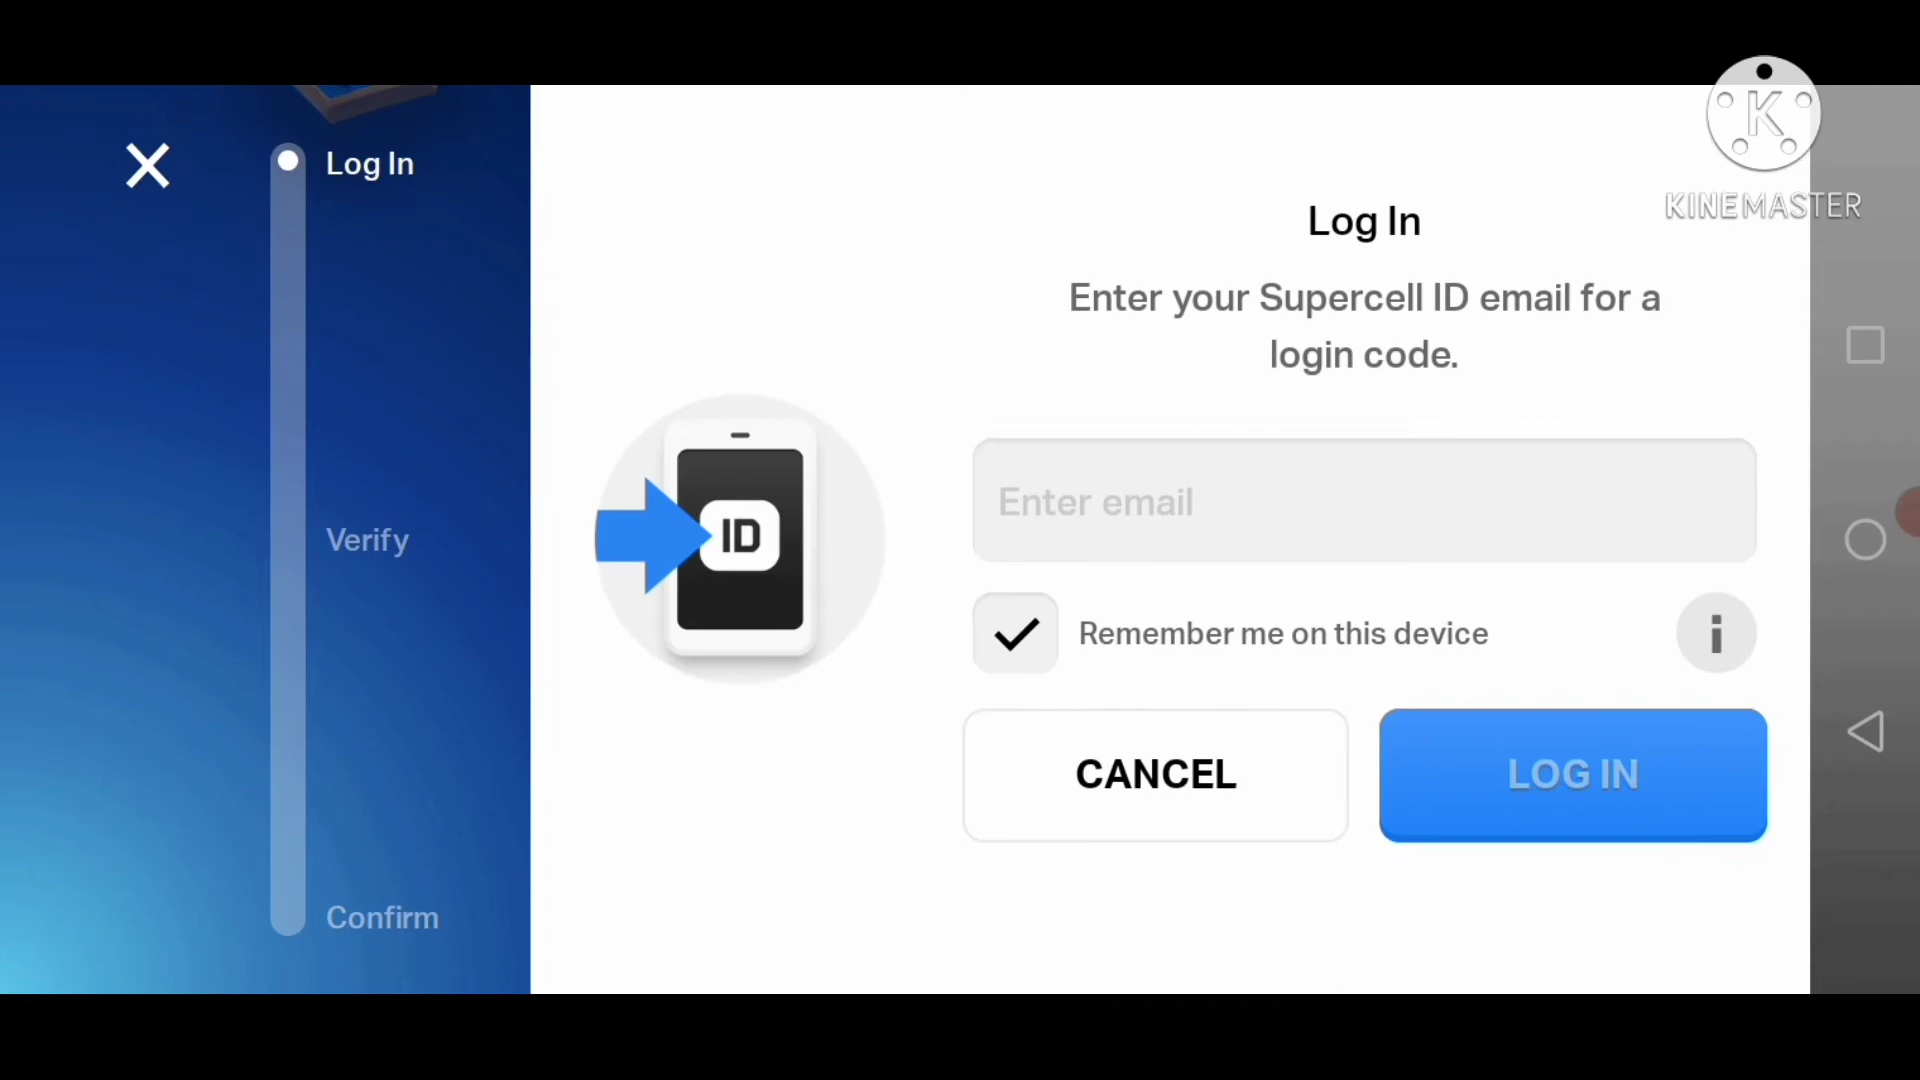 Log In
Verify
Confirm
KINEMASTER
Log In
Enter your Supercell ID email for a
login code.
ID
Enter email
Remember me on this device
i
CANCEL
LOG IN